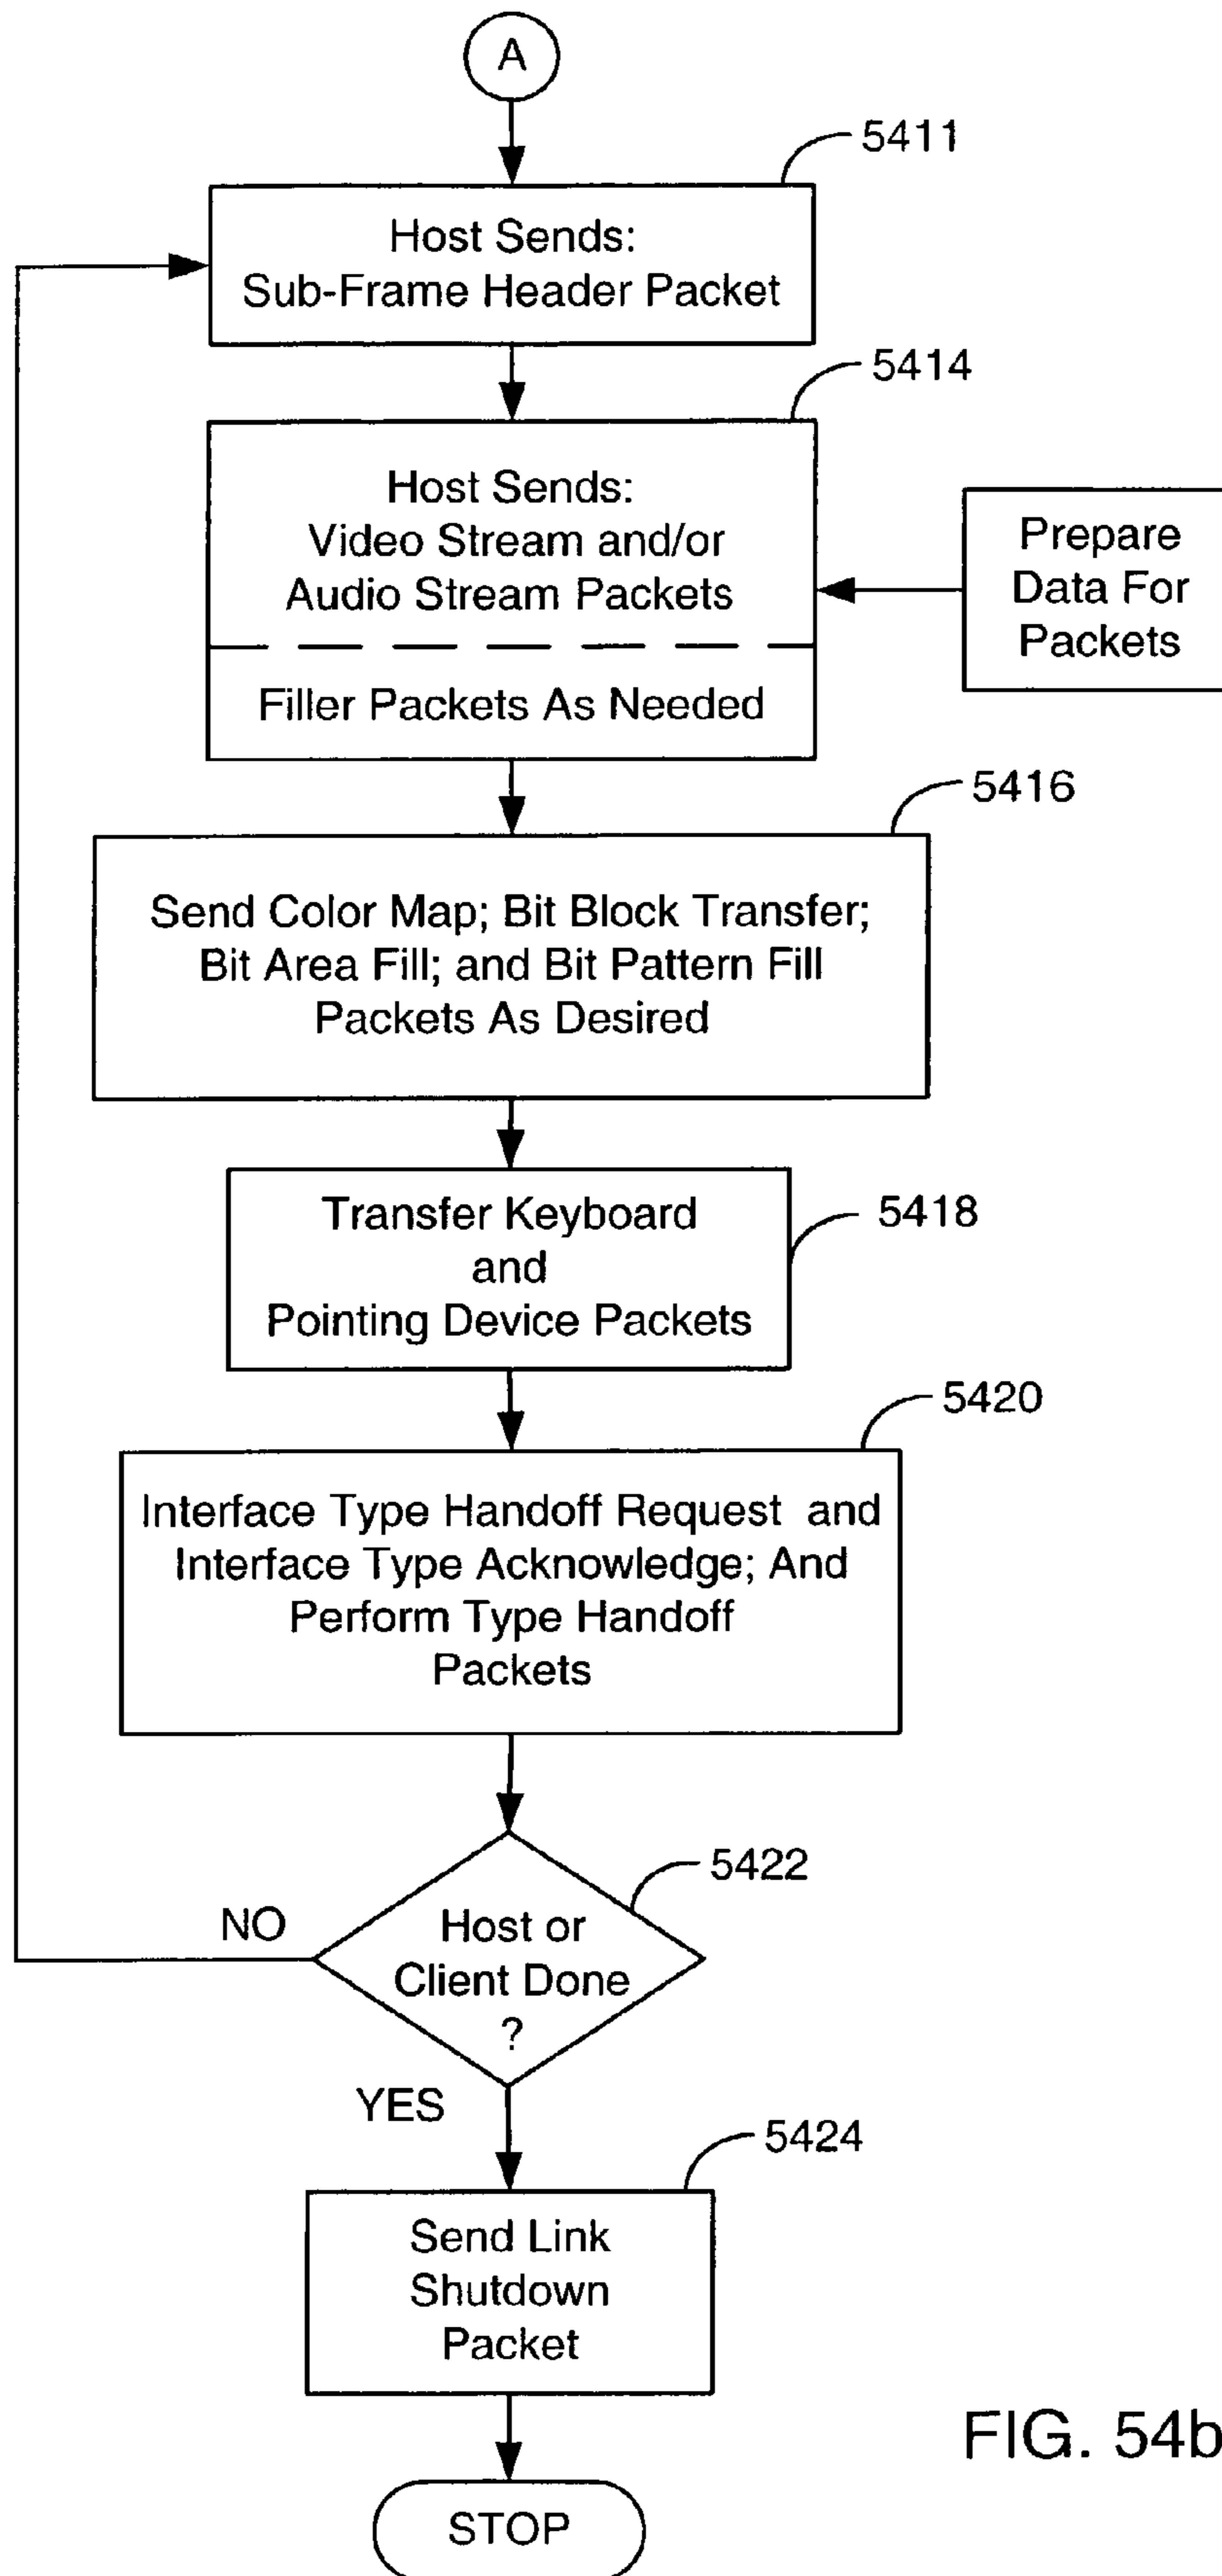 A
5411
Host Sends:
Sub-Frame Header Packet
5414
Host Sends:
Video Stream and/or
Audio Stream Packets
Filler Packets As Needed
Prepare
Data For
Packets
5416
Send Color Map; Bit Block Transfer;
Bit Area Fill; and Bit Pattern Fill
Packets As Desired
5418
Transfer Keyboard
and
Pointing Device Packets
5420
Interface Type Handoff Request and
Interface Type Acknowledge; And
Perform Type Handoff
Packets
5422
NO
Host or
Client Done
?
YES
5424
Send Link
Shutdown
Packet
FIG. 54b
STOP